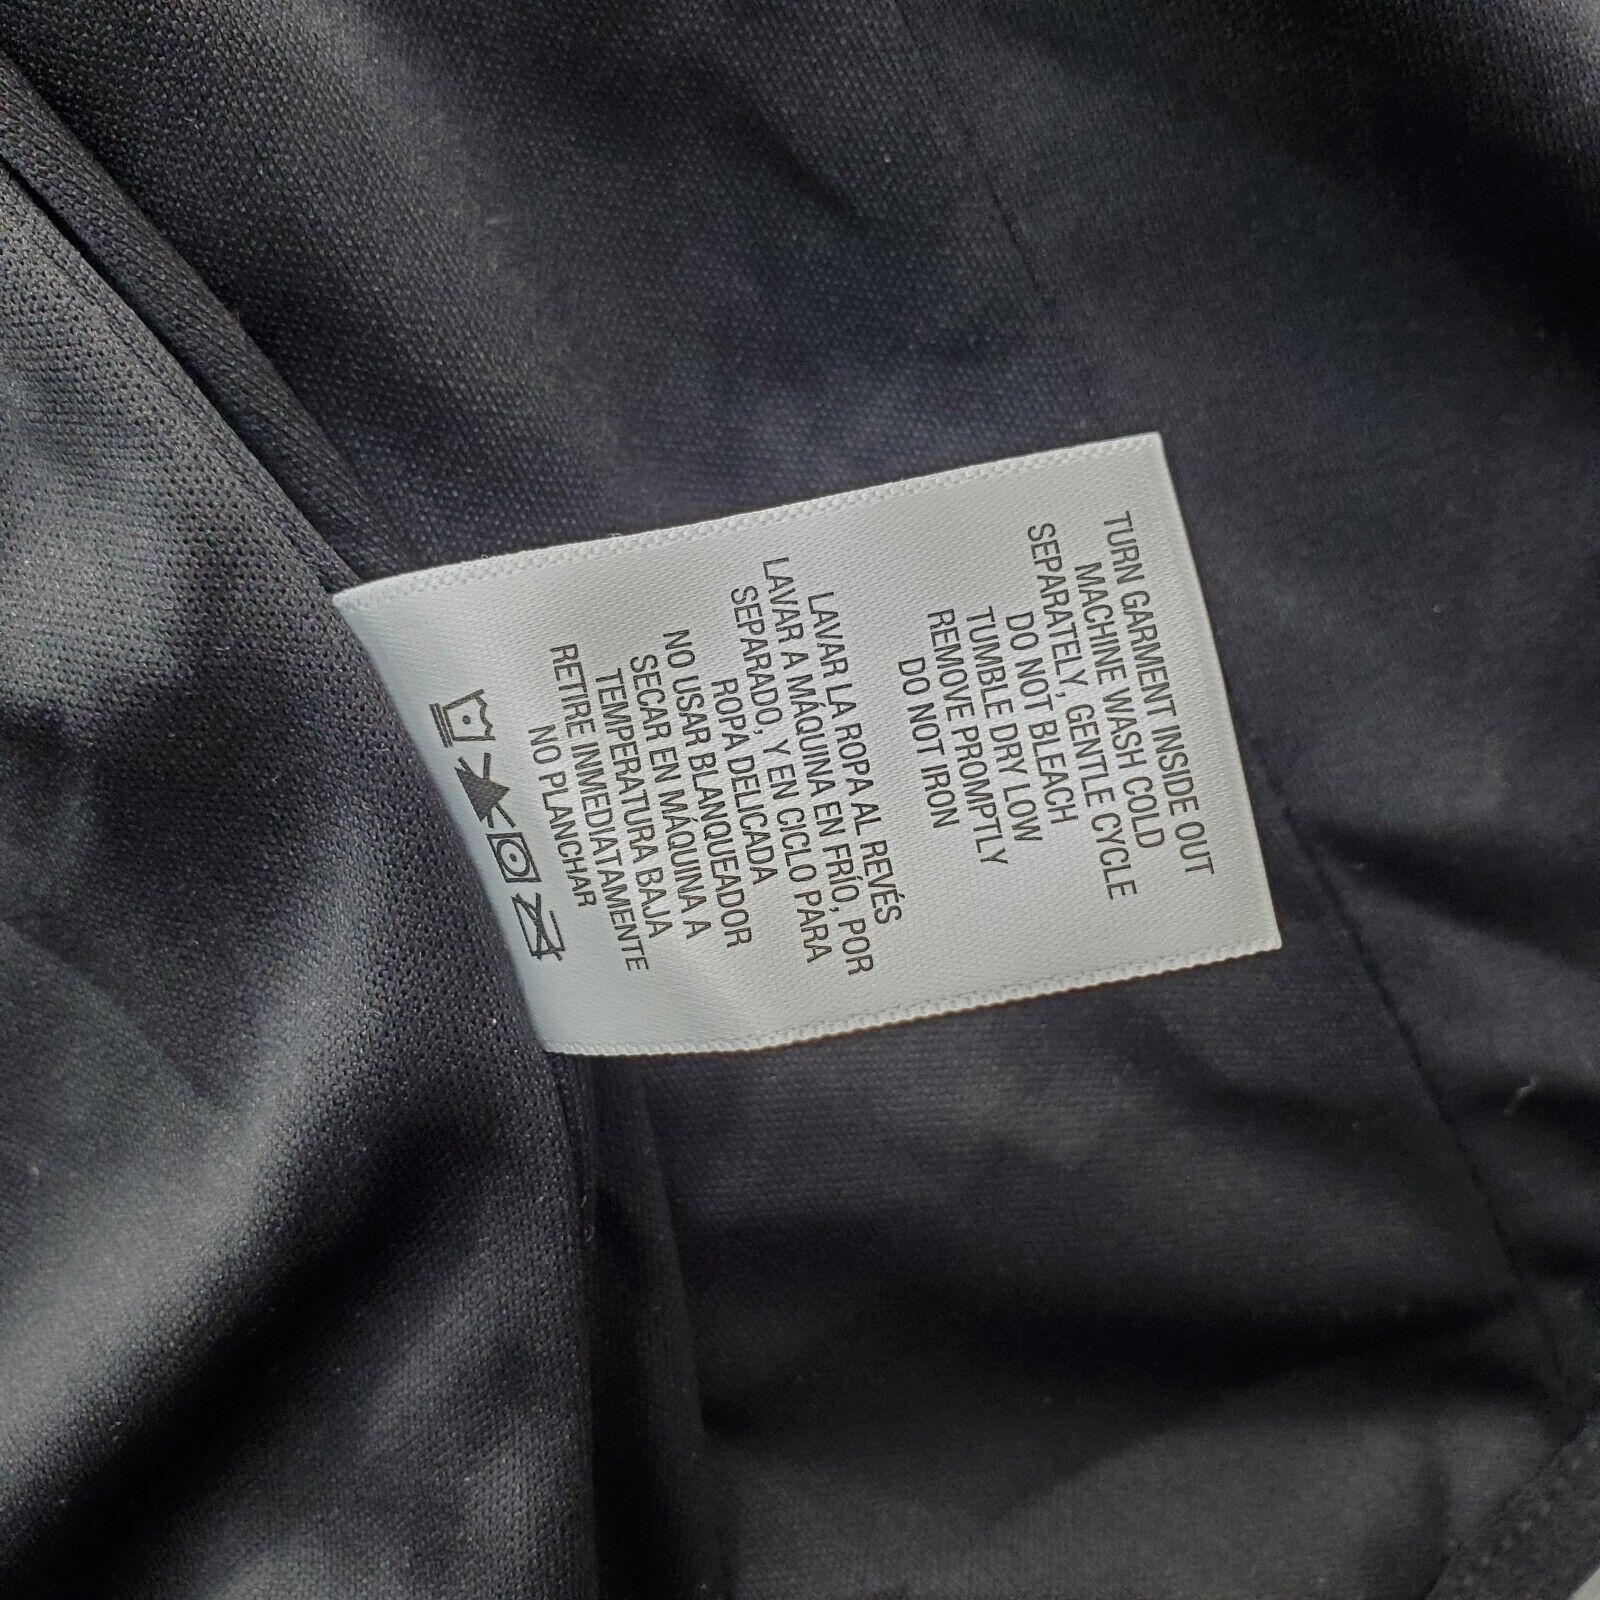 TURN GARMENT INSIDE OUT
MACHINE WASH COLD
SEPARATELY, GENTLE CYCLE
DO NOT BLEACH
TUMBLE DRY LOW
REMOVE PROMPTLY
DO NOT IRON
LAVAR LA ROPA AL REVÉS
LAVAR A MÁQUINA EN FRÍO, POR
SEPARADO, Y EN CICLO PARA
ROPA DELICADA
NO USAR BLANQUEADOR
SECAR EN MÁQUINA A
TEMPERATURA BAJA
RETIRE INMEDIATAMENTE
NO PLANCHAR